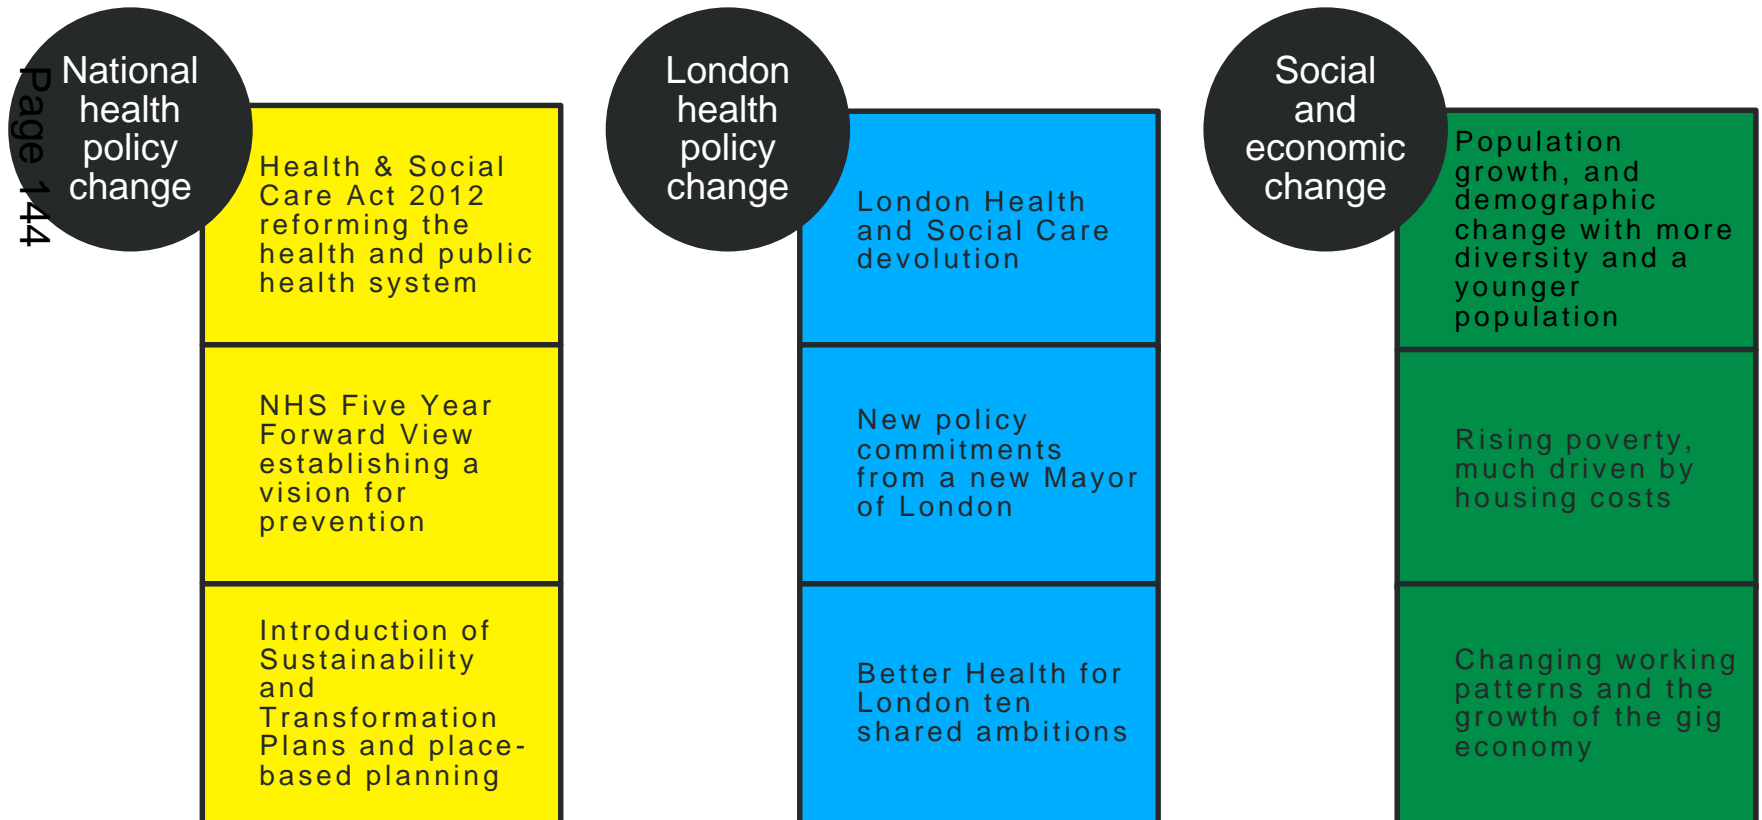 Page 144
National
health
policy
change
Health & Social
Care Act 2012
reforming the
health and public
health system
NHS Five Year
Forward View
establishing a
vision for
prevention
Introduction of
Sustainability
and
Transformation
Plans and place-
based planning
London
health
policy
change
London Health
and Social Care
devolution
New policy
commitments
from a new Mayor
of London
Better Health for
London ten
shared ambitions
Social
and
economic
change
Population
growth, and
demographic
change with more
diversity and a
younger
population
Rising poverty,
much driven by
housing costs
Changing working
patterns and the
growth of the gig
economy